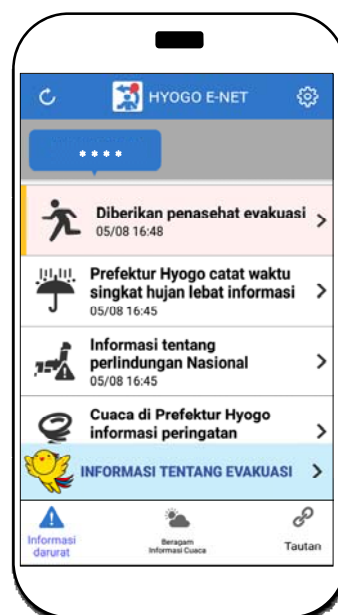 HYOGO E-NET
****
Diberikan penasehat evakuasi
05/08 16:48
Prefektur Hyogo catat waktu
singkat hujan lebat informasi
05/08 16:45
Informasi tentang
perlindungan Nasional
05/08 16:45
Cuaca di Prefektur Hyogo
informasi peringatan
INFORMASI TENTANG EVAKUASI
Informasi
darurat
Beragam
Informasi Cuaca
Tautan